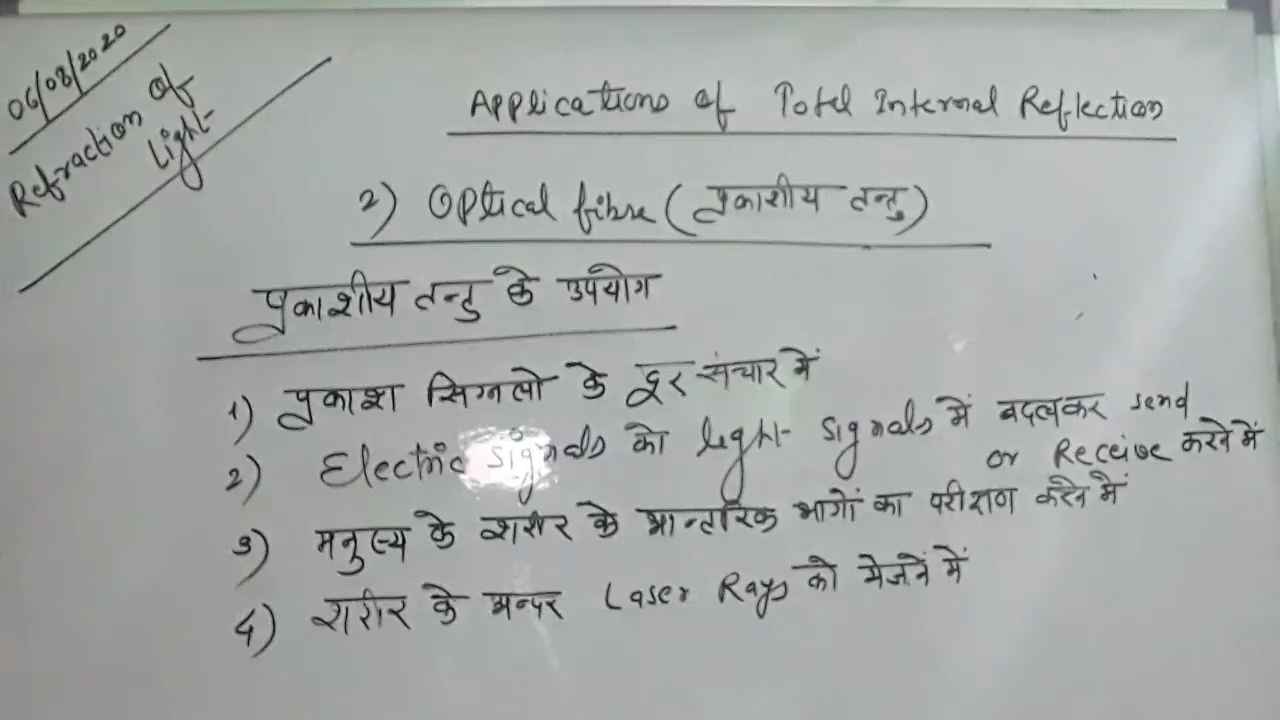 06/08/2020
Refraction of
Light
Applications of Total Internal Reflection
2) Optical fibre (प्रकाशीय तन्तु)
प्रकाशीय तन्तु के उपयोग
1) प्रकाश सिग्नलो के दूर संचार में
2) Electric signals को light signals में बदलकर send
or Receive करने में
3) मनुष्य के शरीर के आन्तरिक भागों का परीक्षण करने में
4) शरीर के अन्दर Laser Rays को भेजनें में